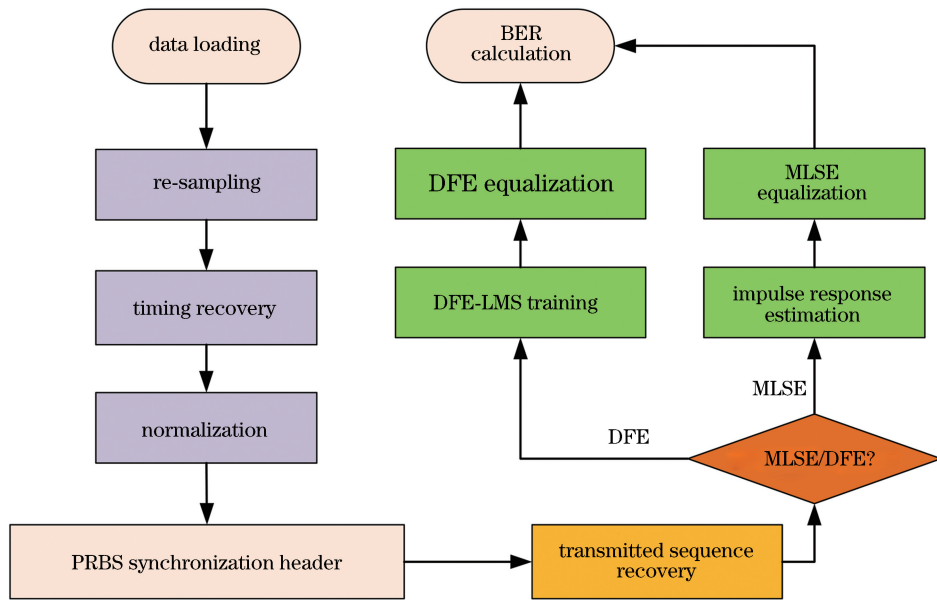 data loading
re-sampling
timing recovery
normalization
PRBS synchronization header
transmitted sequence
recovery
MLSE/DFE?
DFE
MLSE
DFE-LMS training
DFE equalization
impulse response
estimation
MLSE
equalization
BER
calculation